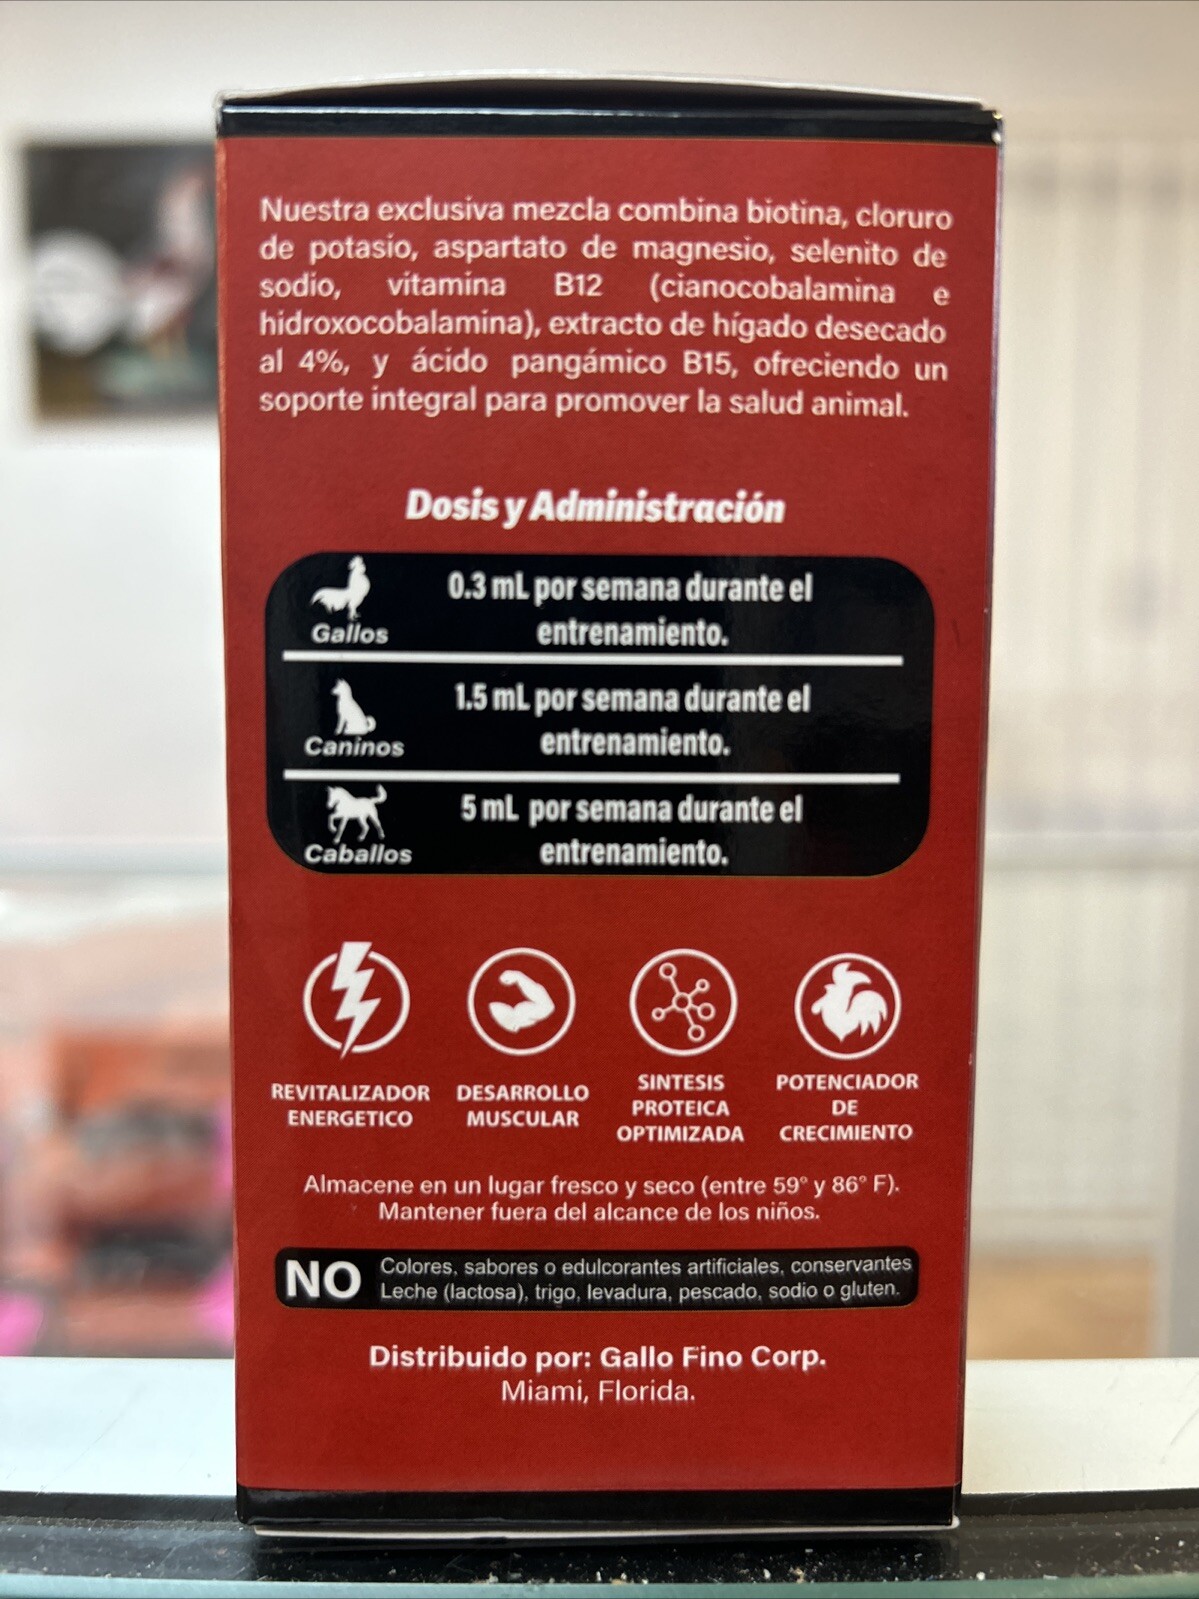 Nuestra exclusiva mezcla combina biotina, cloruro
de potasio, aspartato de magnesio, selenito de
sodio, vitamina B12 (cianocobalamina e
hidroxocobalamina), extracto de hígado desecado
al 4%, y ácido pangámico B15, ofreciendo un
soporte integral para promover la salud animal.
Dosis y Administración
Gallos
0.3 mL por semana durante el
entrenamiento.
Caninos
1.5 mL por semana durante el
entrenamiento.
Caballos
5 mL por semana durante el
entrenamiento.
REVITALIZADOR
ENERGETICO
DESARROLLO
MUSCULAR
SINTESIS
PROTEICA
OPTIMIZADA
POTENCIADOR
DE
CRECIMIENTO
Almacene en un lugar fresco y seco (entre 59° y 86° F).
Mantener fuera del alcance de los niños.
NO
Colores, sabores o edulcorantes artificiales, conservantes
Leche (lactosa), trigo, levadura, pescado, sodio o gluten.
Distribuido por: Gallo Fino Corp.
Miami, Florida.